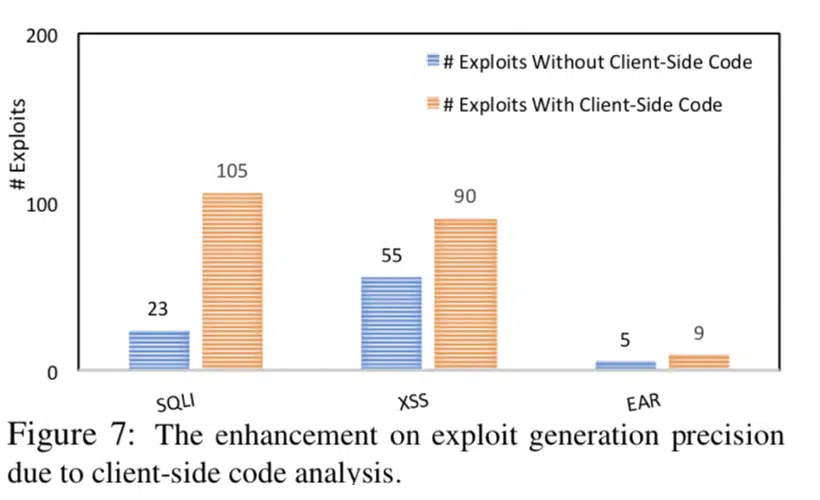 200
# Exploits Without Client-Side Code
# Exploits With Client-Side Code
# Exploits
105
100
90
55
23
5
9
0
SQLI
XSS
EAR
Figure 7: The enhancement on exploit generation precision
due to client-side code analysis.